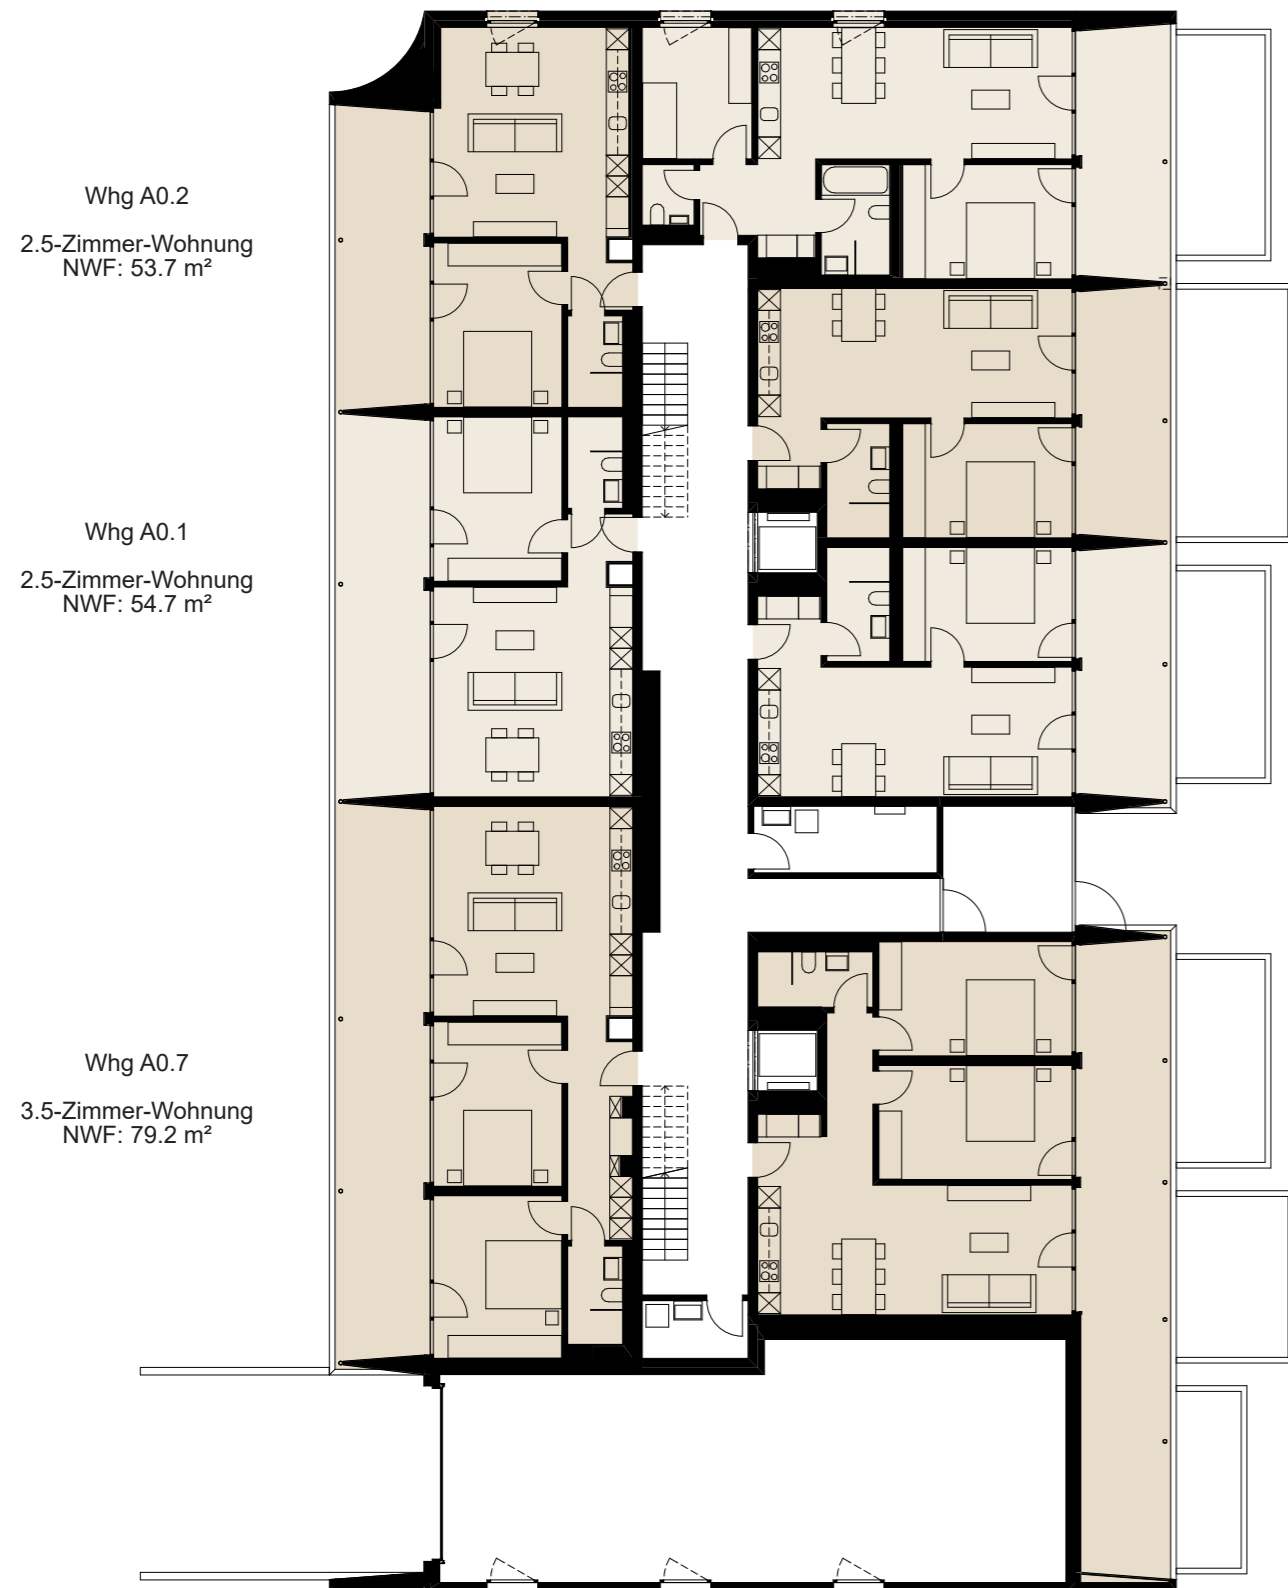 Whg A0.2
2.5-Zimmer-Wohnung
NWF: 53.7 m²
Whg A0.1
2.5-Zimmer-Wohnung
NWF: 54.7 m²
Whg A0.7
3.5-Zimmer-Wohnung
NWF: 79.2 m²